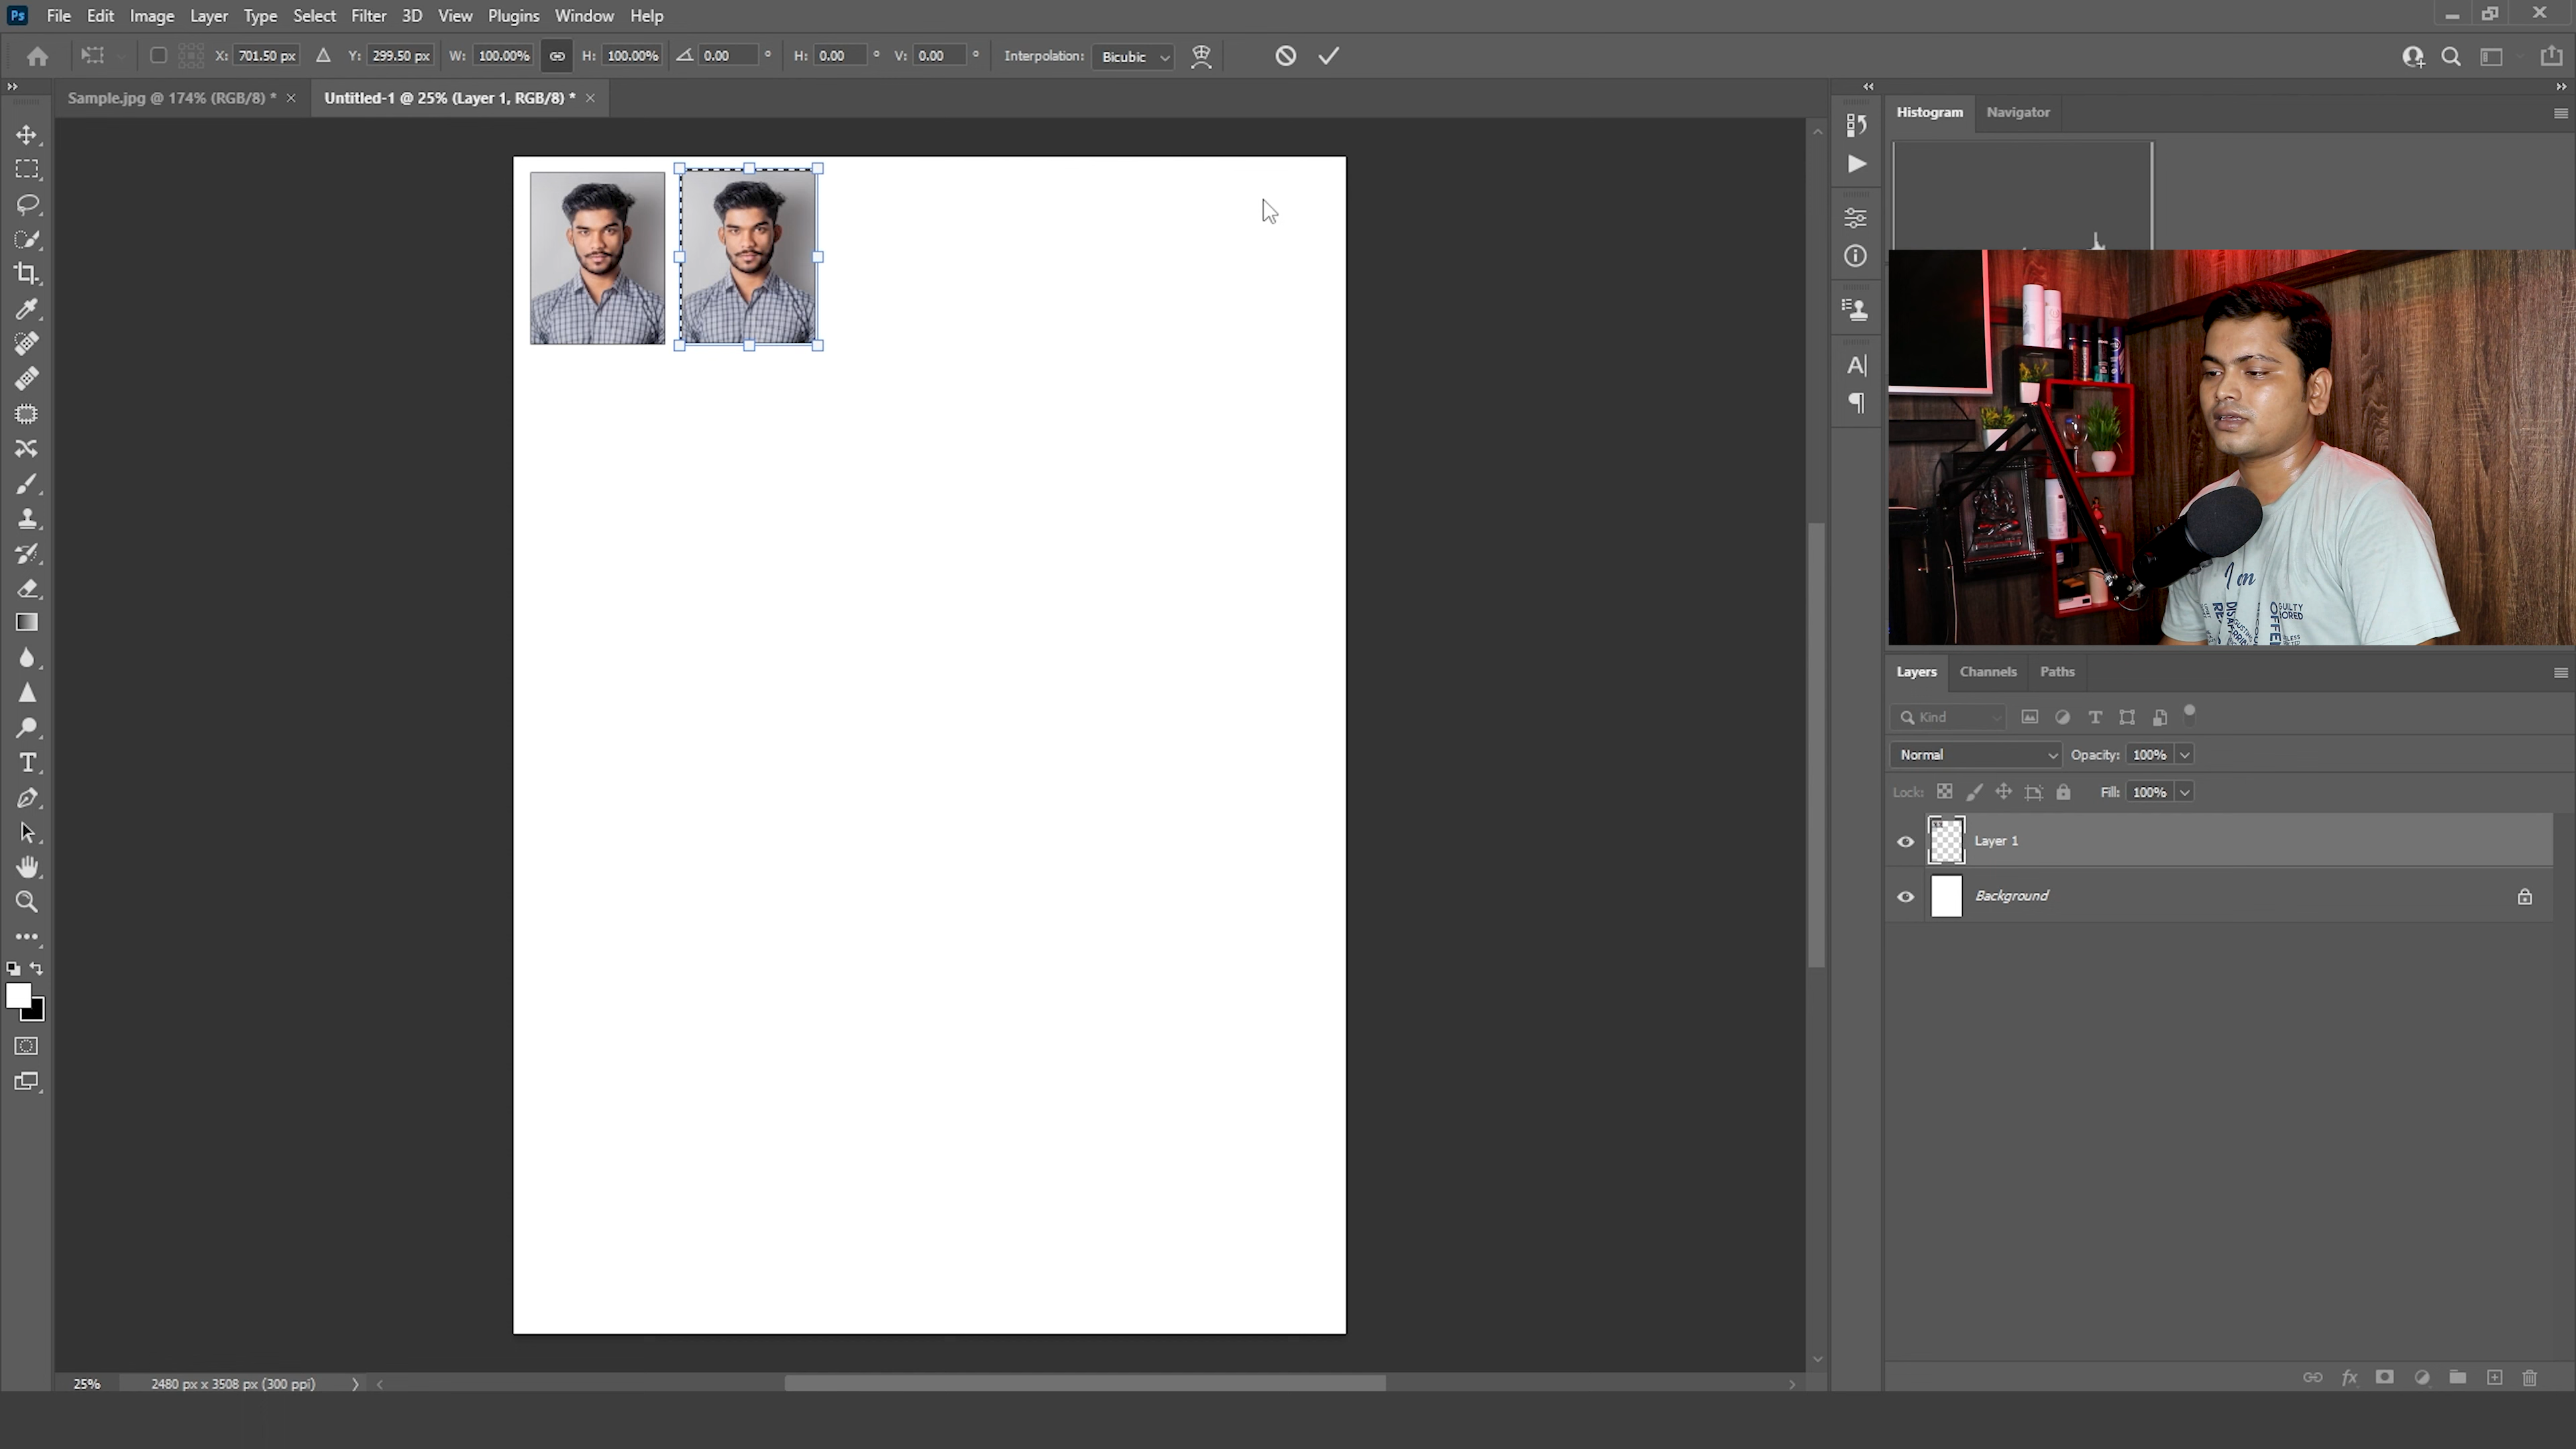 Ps File Edit Image Layer Type Select Filter 3D View Plugins Window Help
X: 701.50 px Y: 299.50 px W: 100.00% H: 100.00% 0.00 ° H: 0.00 ° V: 0.00 ° Interpolation: Bicubic
Sample.jpg @ 174% (RGB/8) * × Untitled-1 @ 25% (Layer 1, RGB/8) * ×
Histogram Navigator
I am
GUILTY
Layers Channels Paths
Kind
Normal Opacity: 100%
Lock: Fill: 100%
Layer 1
Background
25% 2480 px x 3508 px (300 ppi)